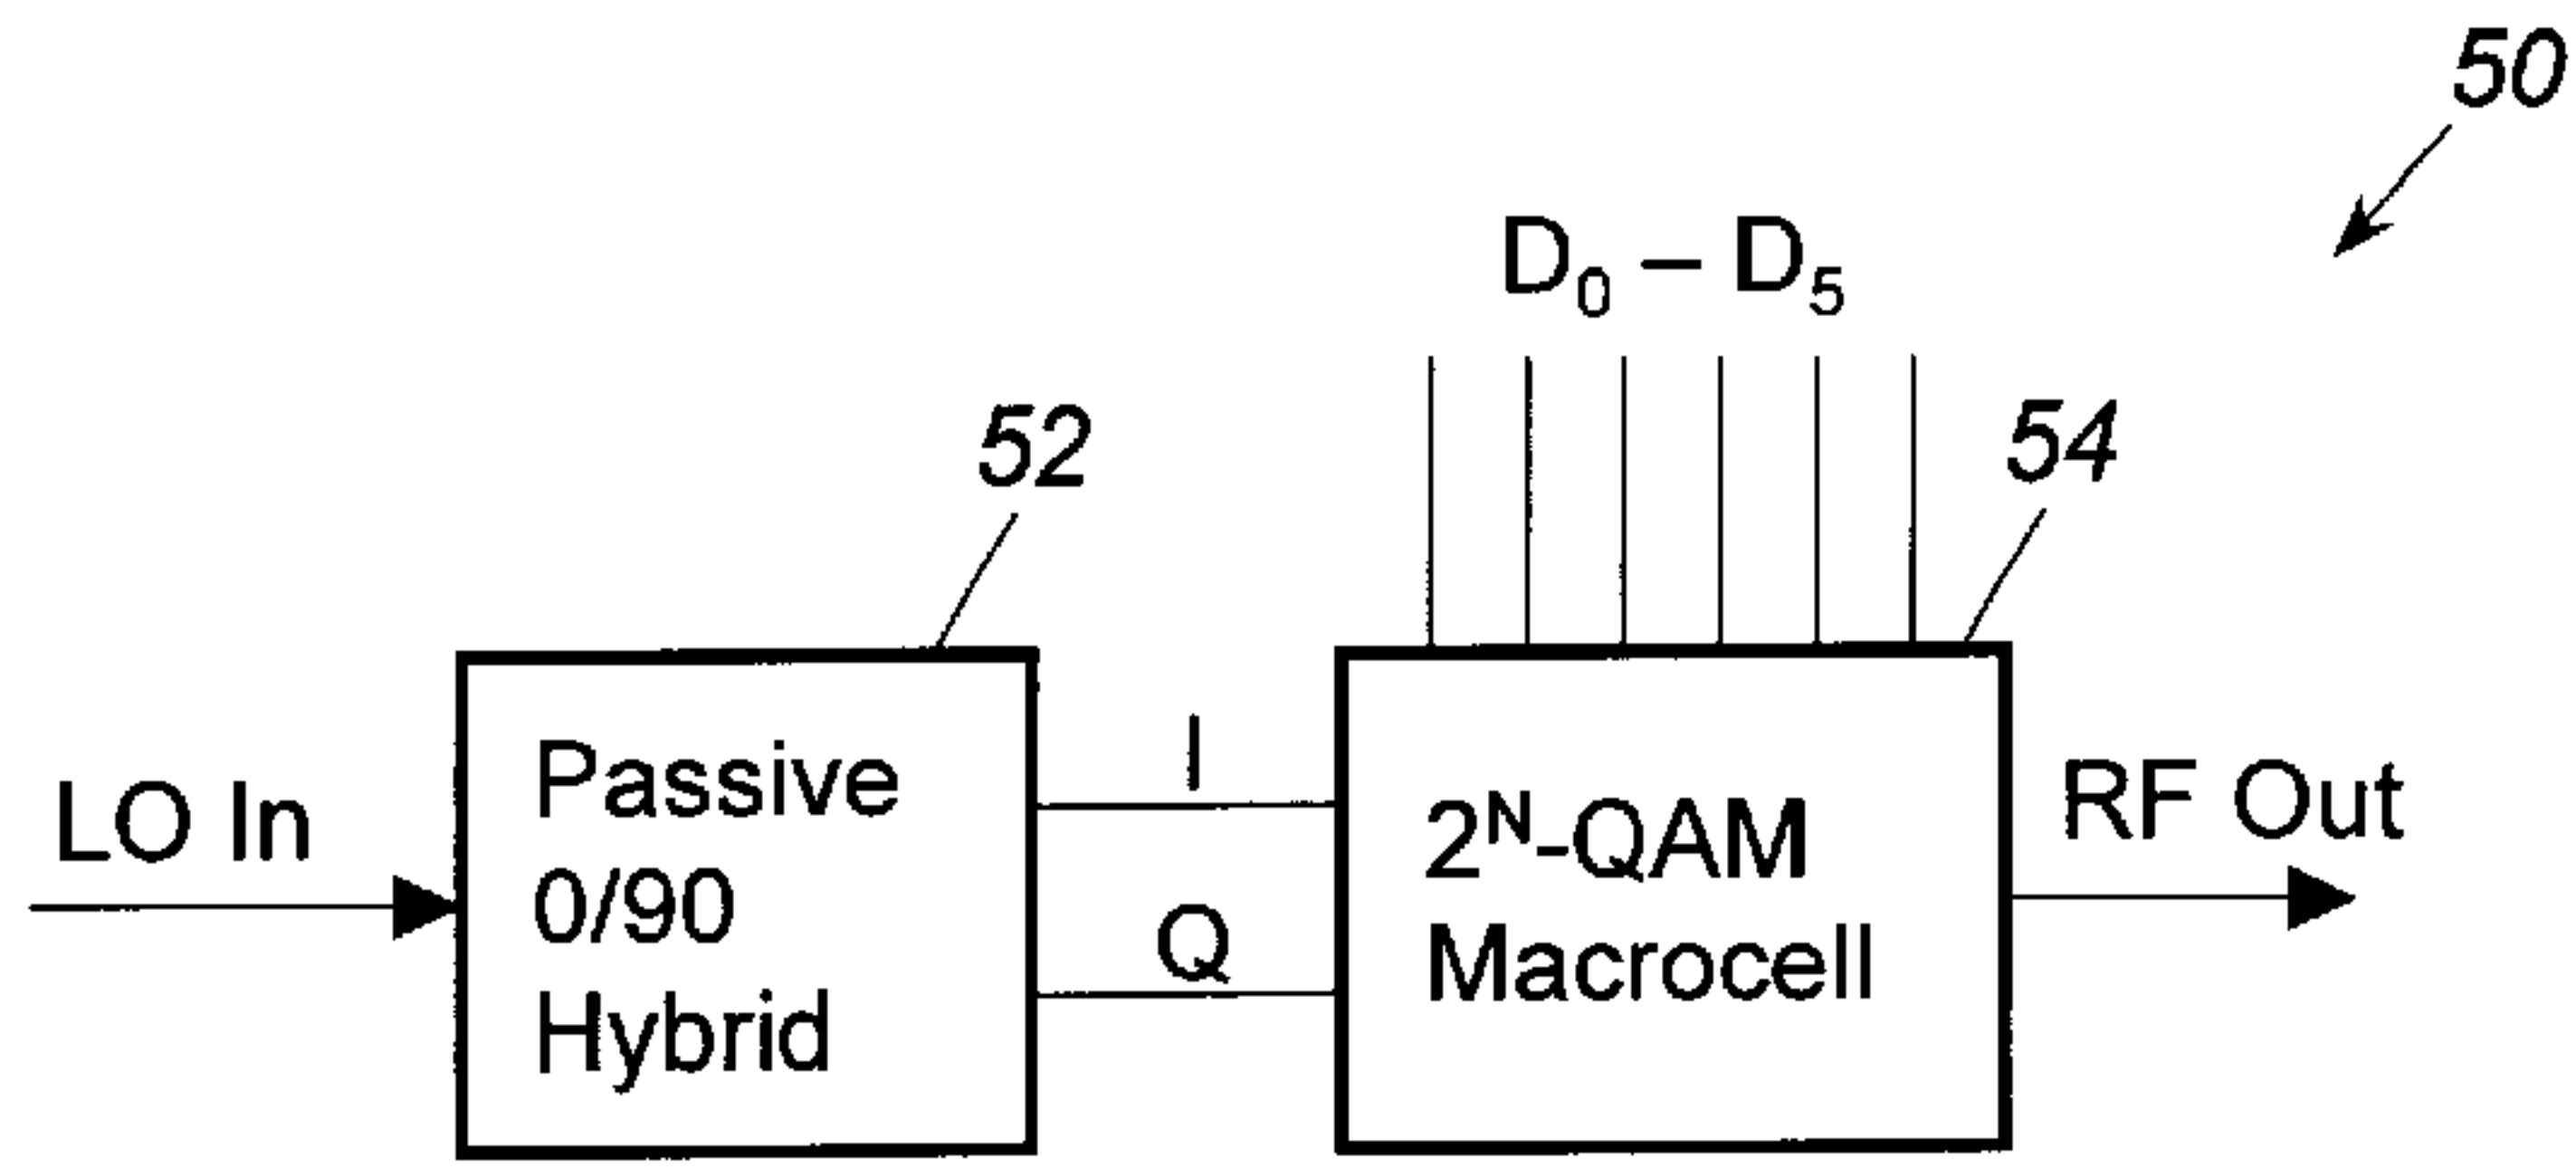 50
D₀ – D₅
52
54
LO In
Passive
0/90
Hybrid
I
Q
2ᴺ-QAM
Macrocell
RF Out